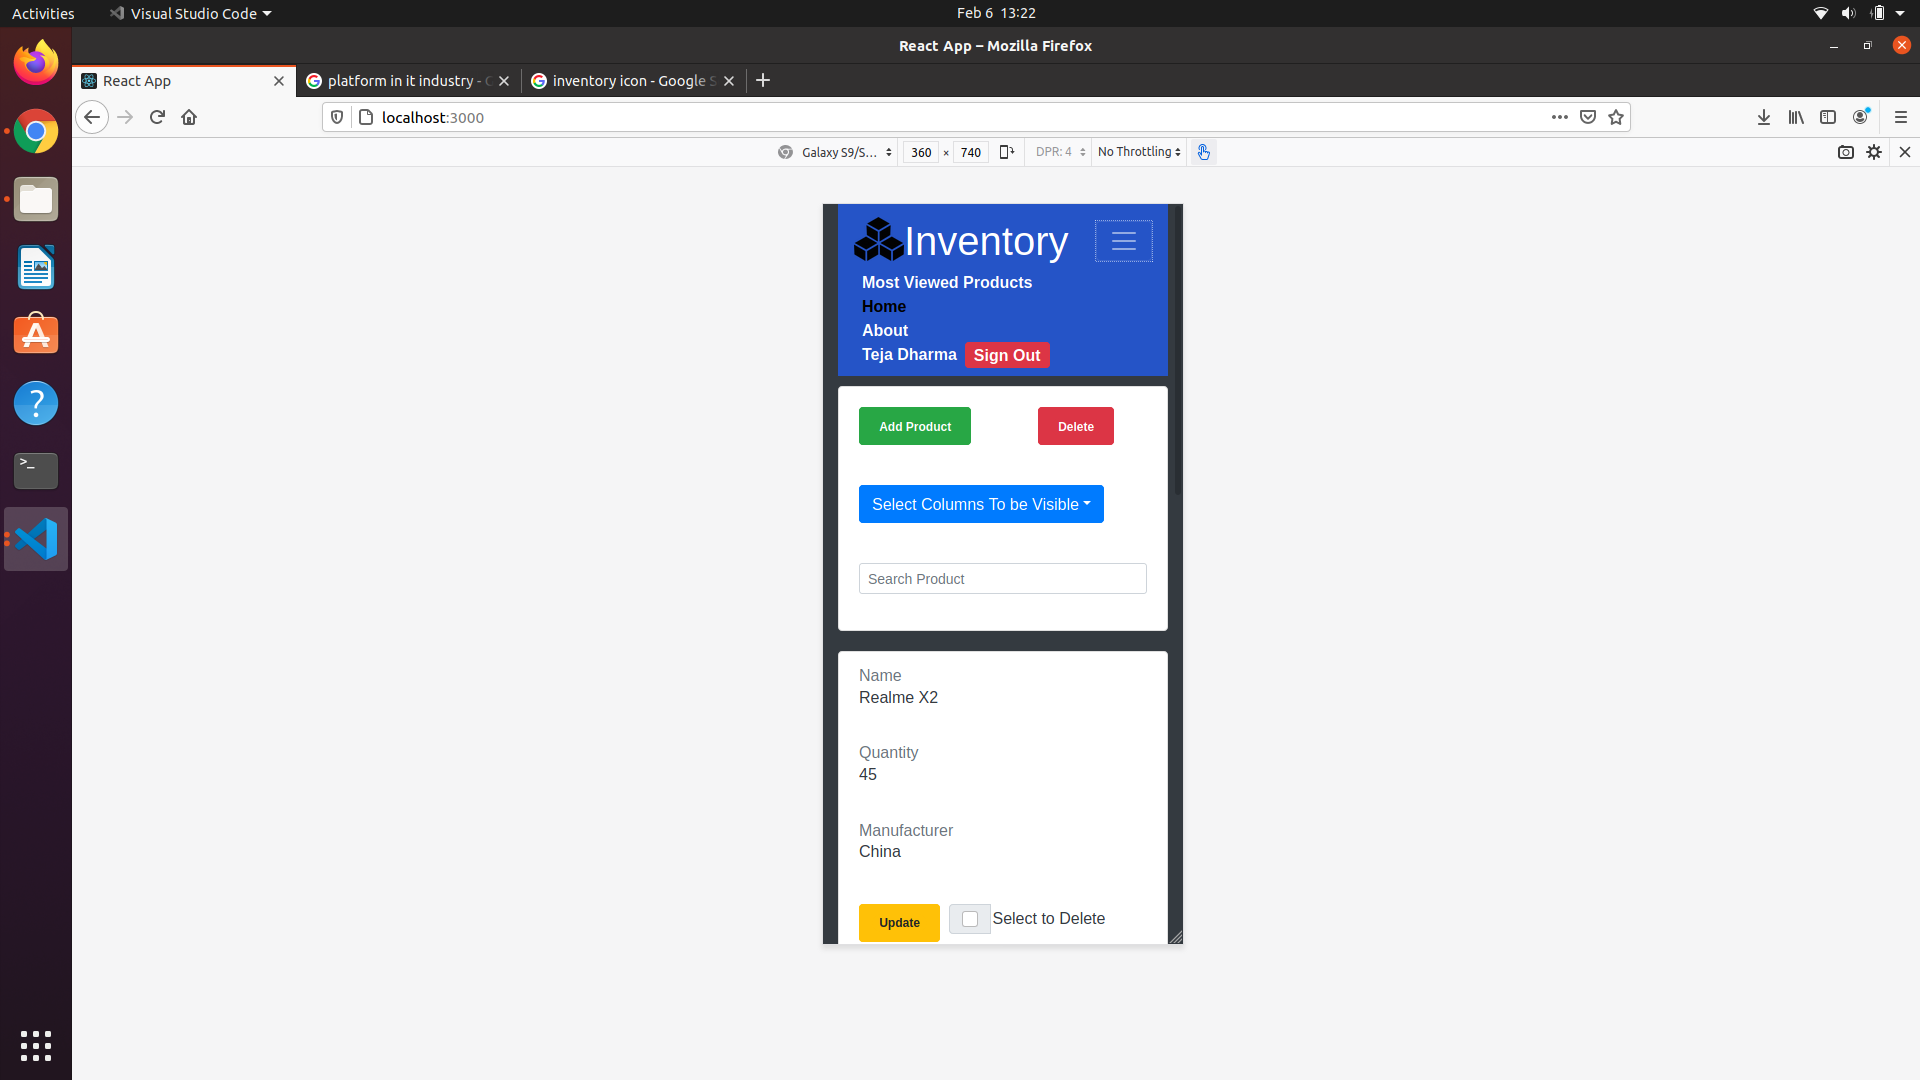 Activities
Visual Studio Code
Feb 6 13:22
React App – Mozilla Firefox
React App
platform in it industry -
inventory icon - Google
localhost:3000
Galaxy S9/S...
360 × 740
DPR: 4
No Throttling
Inventory
Most Viewed Products
Home
About
Teja Dharma Sign Out
Add Product
Delete
Select Columns To be Visible
Search Product
Name
Realme X2
Quantity
45
Manufacturer
China
Update
Select to Delete